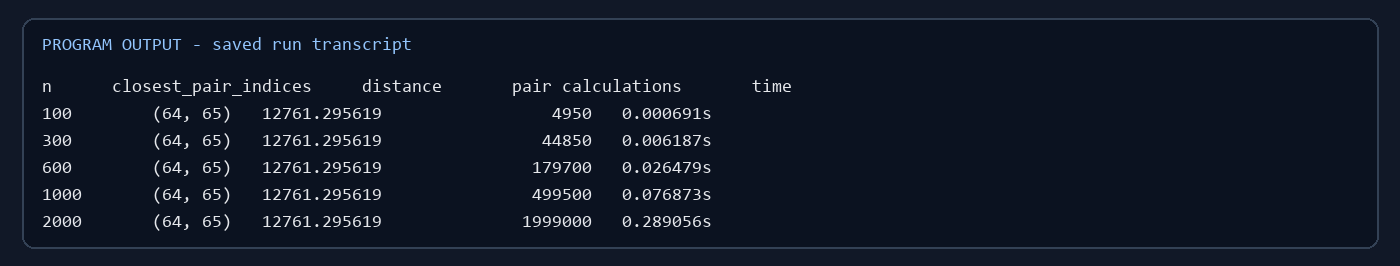 PROGRAM OUTPUT - saved run transcript
n      closest_pair_indices     distance       pair calculations       time
100        (64, 65)   12761.295619                 4950   0.000691s
300        (64, 65)   12761.295619                44850   0.006187s
600        (64, 65)   12761.295619               179700   0.026479s
1000       (64, 65)   12761.295619               499500   0.076873s
2000       (64, 65)   12761.295619              1999000   0.289056s